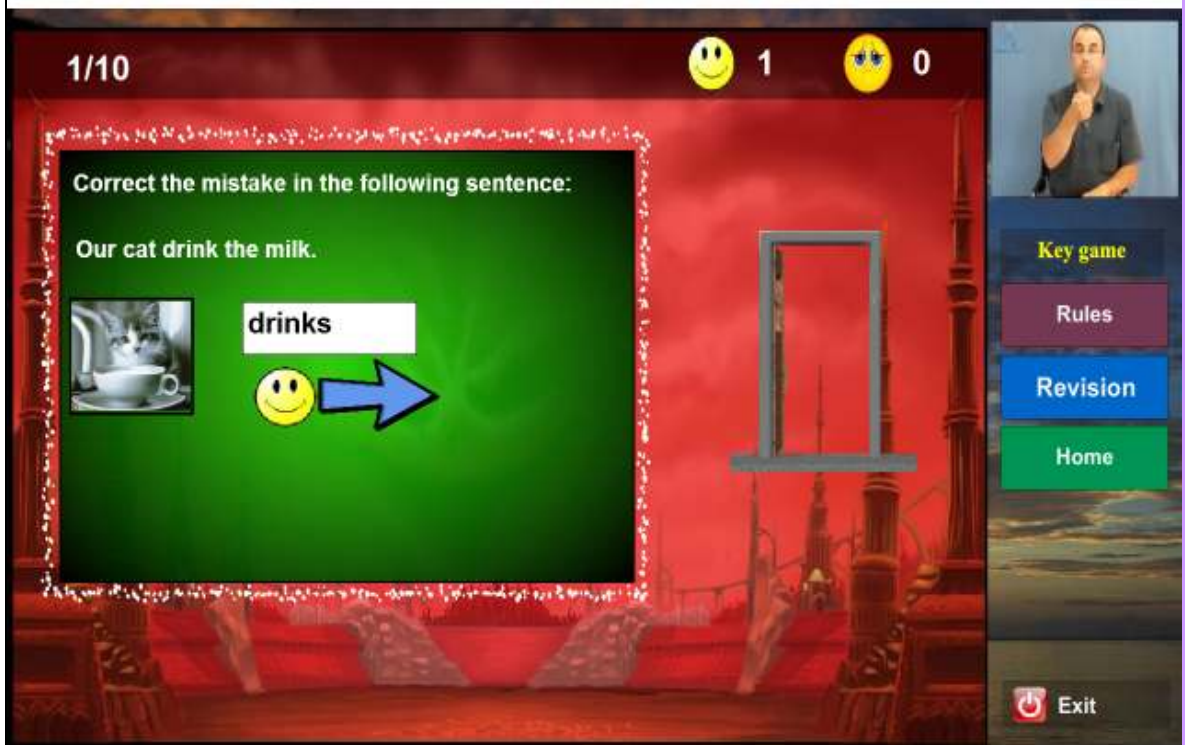 1/10
1
0
Correct the mistake in the following sentence:
Our cat drink the milk.
drinks
Key game
Rules
Revision
Home
Exit